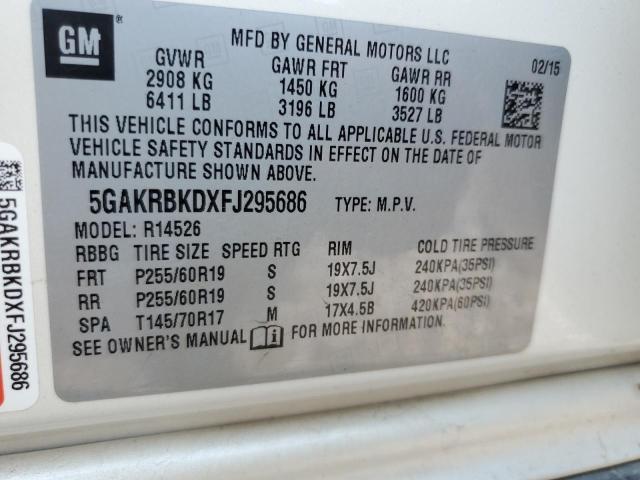 GM
MFD BY GENERAL MOTORS LLC
02/15
GVWR GAWR FRT GAWR RR
2908 KG 1450 KG 1600 KG
6411 LB 3196 LB 3527 LB
THIS VEHICLE CONFORMS TO ALL APPLICABLE U.S. FEDERAL MOTOR
VEHICLE SAFETY STANDARDS IN EFFECT ON THE DATE OF
MANUFACTURE SHOWN ABOVE.
5GAKRBKDXFJ295686 TYPE: M.P.V.
MODEL: R14526
RBBG TIRE SIZE SPEED RTG RIM COLD TIRE PRESSURE
FRT P255/60R19 S 19X7.5J 240KPA(35PSI)
RR P255/60R19 S 19X7.5J 240KPA(35PSI)
SPA T145/70R17 M 17X4.5B 420KPA(60PSI)
SEE OWNER'S MANUAL FOR MORE INFORMATION.
5GAKRBKDXFJ295686